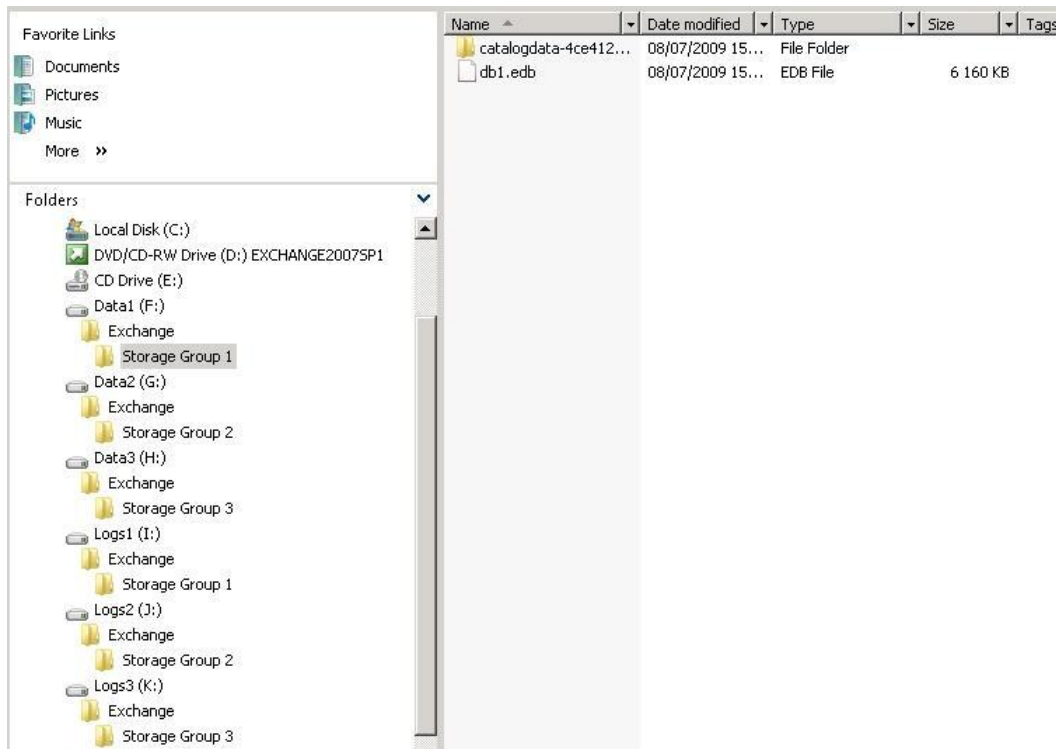 Favorite Links
Documents
Pictures
Music
More »
Folders
Local Disk (C:)
DVD/CD-RW Drive (D:) EXCHANGE2007SP1
CD Drive (E:)
Data1 (F:)
Exchange
Storage Group 1
Data2 (G:)
Exchange
Storage Group 2
Data3 (H:)
Exchange
Storage Group 3
Logs1 (I:)
Exchange
Storage Group 1
Logs2 (J:)
Exchange
Storage Group 2
Logs3 (K:)
Exchange
Storage Group 3
Name Date modified Type Size Tags
catalogdata-4ce412... 08/07/2009 15... File Folder
db1.edb 08/07/2009 15... EDB File 6 160 KB